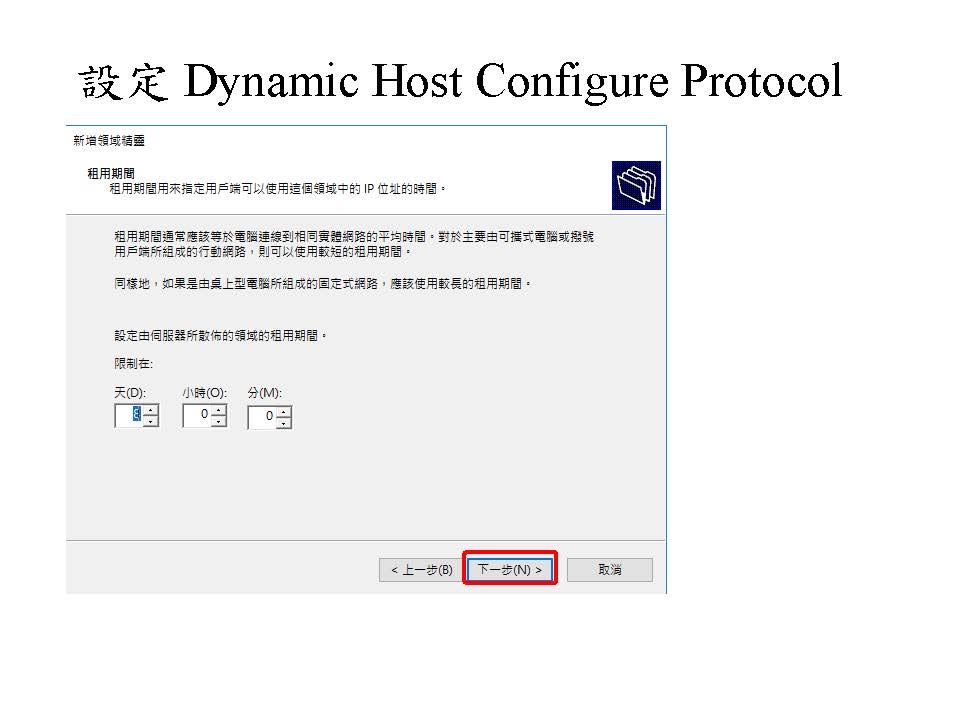 設定 Dynamic Host Configure Protocol
新增領域精靈
租用期間
租用期間用來指定用戶端可以使用這個領域中的 IP 位址的時間。
租用期間通常應該等於電腦連線到相同實體網路的平均時間。對於主要由可攜式電腦或撥號
用戶端所組成的行動網路，則可以使用較短的租用期間。
同樣地，如果是由桌上型電腦所組成的固定式網路，應該使用較長的租用期間。
設定由伺服器所散佈的領域的租用期間。
限制在:
天(D): 小時(O): 分(M):
0 0
< 上一步(B) 下一步(N) > 取消